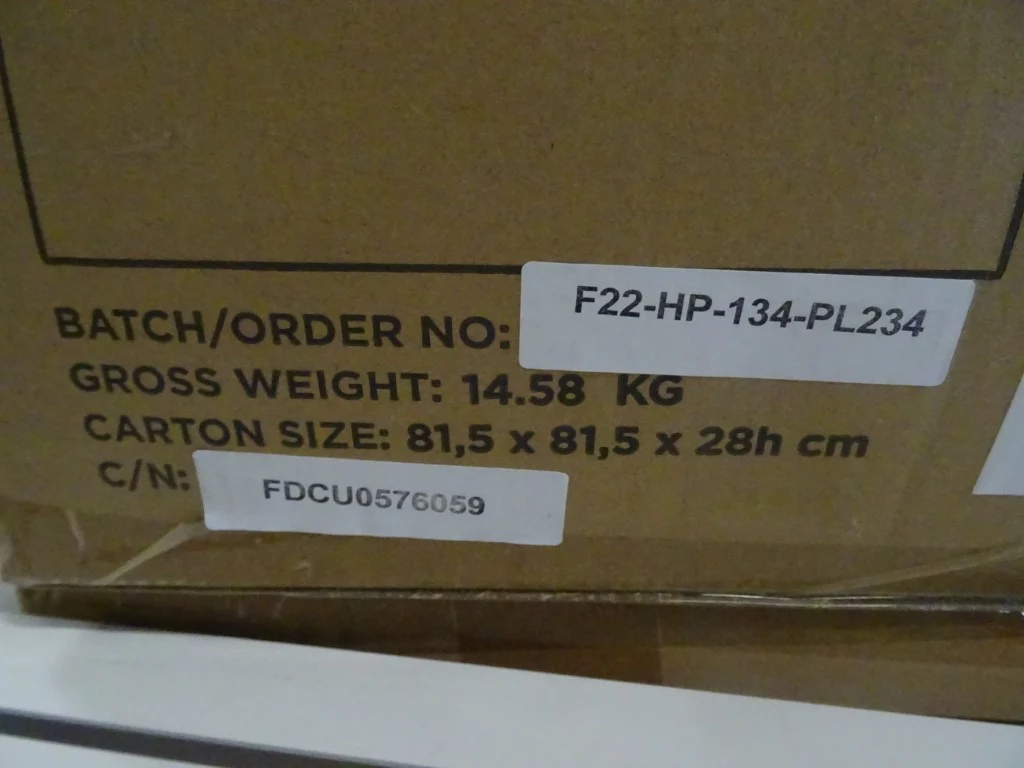 BATCH/ORDER NO: F22-HP-134-PL234
GROSS WEIGHT: 14.58 KG
CARTON SIZE: 81,5 x 81,5 x 28h cm
C/N: FDCU0576059